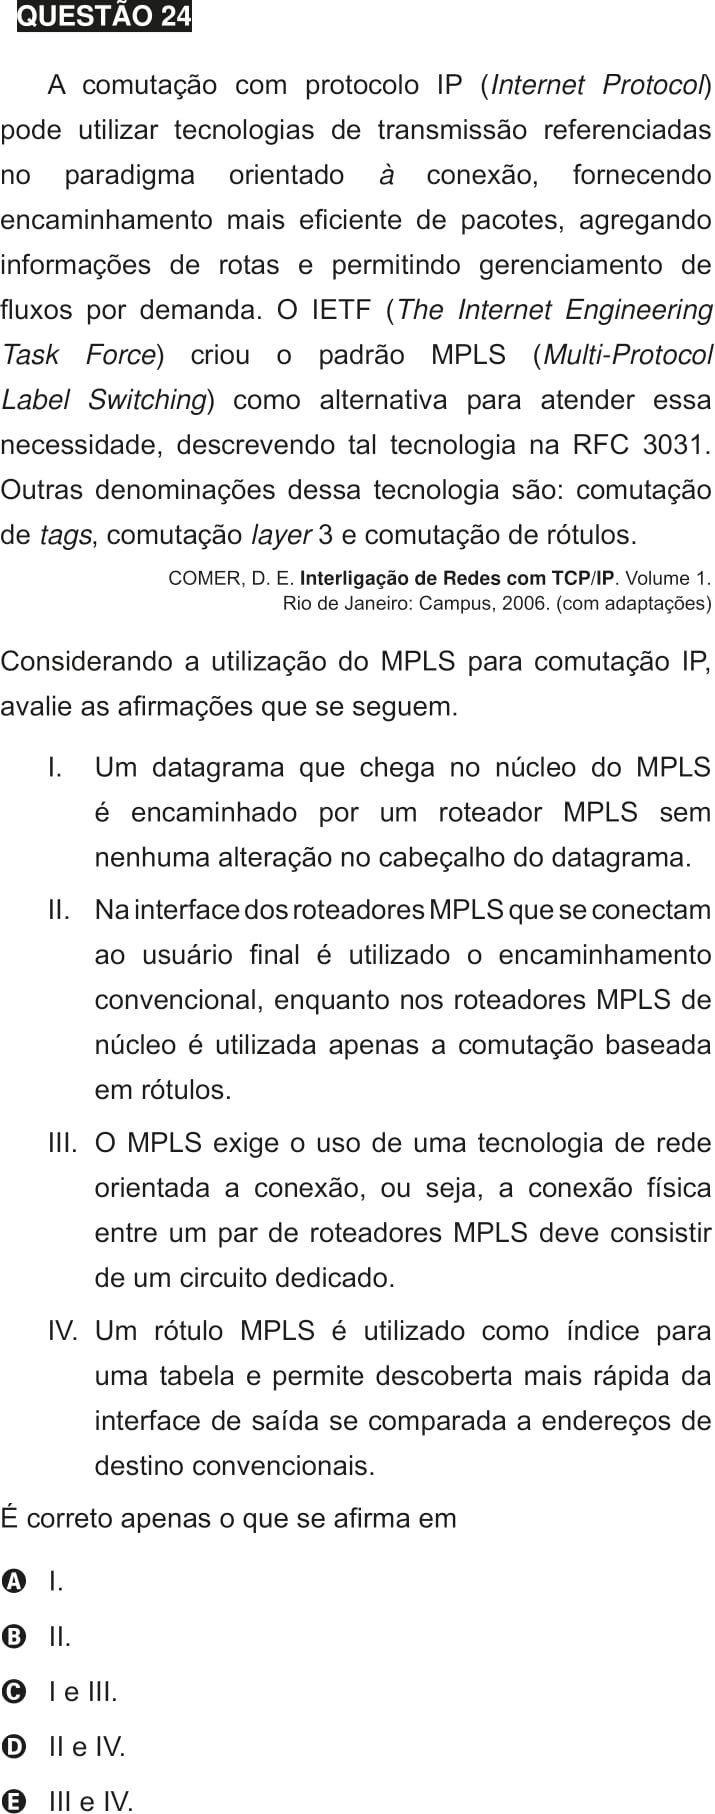 QUESTÃO 24
A comutação com protocolo IP (Internet Protocol)
pode utilizar tecnologias de transmissão referenciadas
no paradigma orientado à conexão, fornecendo
encaminhamento mais eficiente de pacotes, agregando
informações de rotas e permitindo gerenciamento de
fluxos por demanda. O IETF (The Internet Engineering
Task Force) criou o padrão MPLS (Multi-Protocol
Label Switching) como alternativa para atender essa
necessidade, descrevendo tal tecnologia na RFC 3031.
Outras denominações dessa tecnologia são: comutação
de tags, comutação layer 3 e comutação de rótulos.
COMER, D. E. Interligação de Redes com TCP/IP. Volume 1.
Rio de Janeiro: Campus, 2006. (com adaptações)
Considerando a utilização do MPLS para comutação IP,
avalie as afirmações que se seguem.
I. Um datagrama que chega no núcleo do MPLS
é encaminhado por um roteador MPLS sem
nenhuma alteração no cabeçalho do datagrama.
II. Na interface dos roteadores MPLS que se conectam
ao usuário final é utilizado o encaminhamento
convencional, enquanto nos roteadores MPLS de
núcleo é utilizada apenas a comutação baseada
em rótulos.
III. O MPLS exige o uso de uma tecnologia de rede
orientada a conexão, ou seja, a conexão física
entre um par de roteadores MPLS deve consistir
de um circuito dedicado.
IV. Um rótulo MPLS é utilizado como índice para
uma tabela e permite descoberta mais rápida da
interface de saída se comparada a endereços de
destino convencionais.
É correto apenas o que se afirma em
A I.
B II.
C I e III.
D II e IV.
E III e IV.